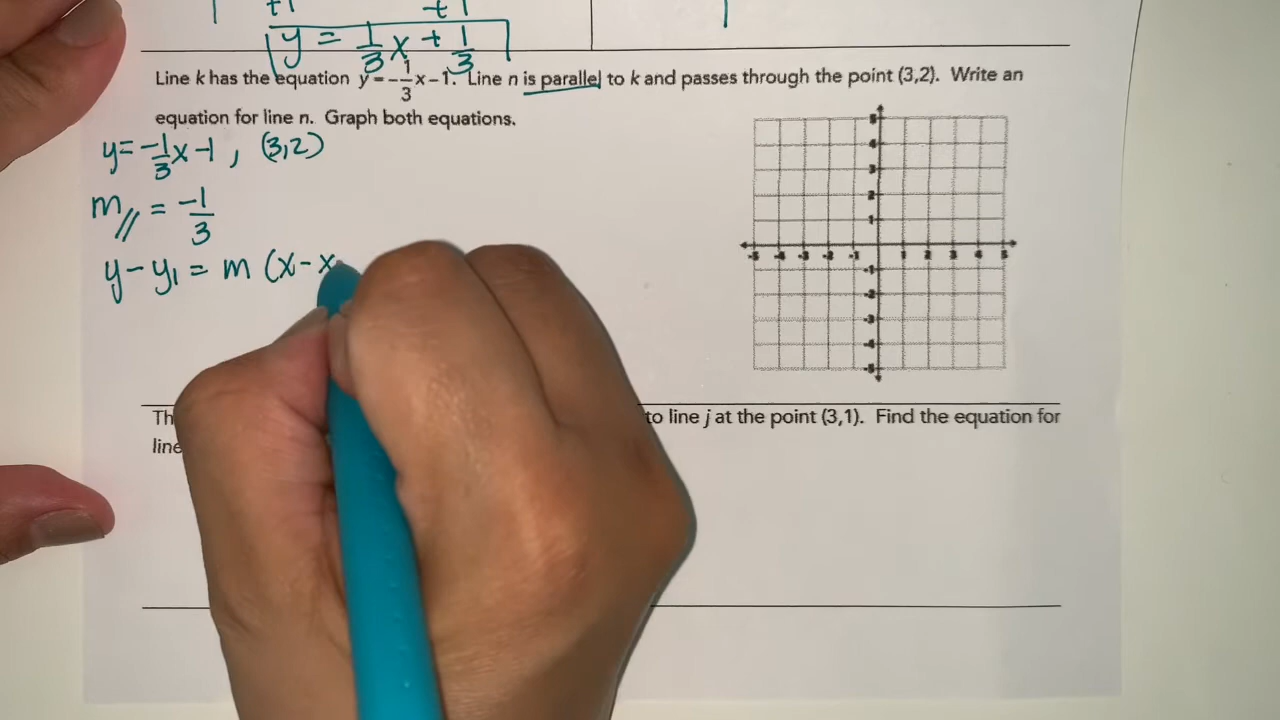 +1 +1
y = 1/3 x + 1/3
Line k has the equation y = -1/3 x - 1. Line n is parallel to k and passes through the point (3,2). Write an
equation for line n. Graph both equations.
y = -1/3 x - 1 , (3,2)
m// = -1/3
y - y₁ = m (x - x
5
4
3
2
1
-5 -4 -3 -2 -1 1 2 3 4 5
-1
-2
-3
-4
-5
to line j at the point (3,1). Find the equation for
line